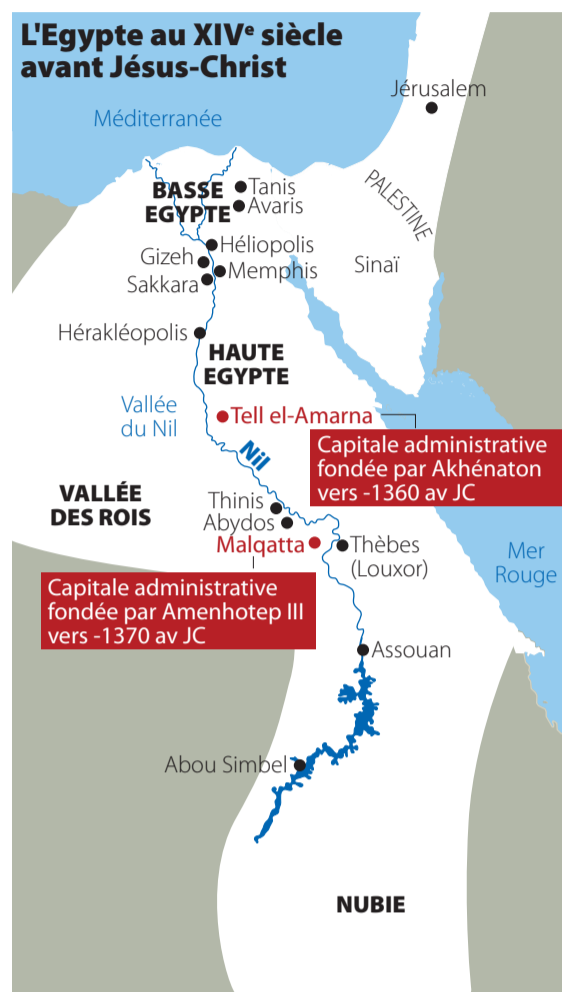 L'Egypte au XIVe siècle
avant Jésus-Christ
Jérusalem
Méditerranée
PALESTINE
BASSE
EGYPTE
Tanis
Avaris
Héliopolis
Gizeh
Memphis
Sinaï
Sakkara
Hérakléopolis
HAUTE
EGYPTE
Vallée
du Nil
Tell el-Amarna
Capitale administrative
fondée par Akhénaton
vers -1360 av JC
Nil
VALLÉE
DES ROIS
Thinis
Abydos
Malqatta
Thèbes
(Louxor)
Mer
Rouge
Capitale administrative
fondée par Amenhotep III
vers -1370 av JC
Assouan
Abou Simbel
NUBIE